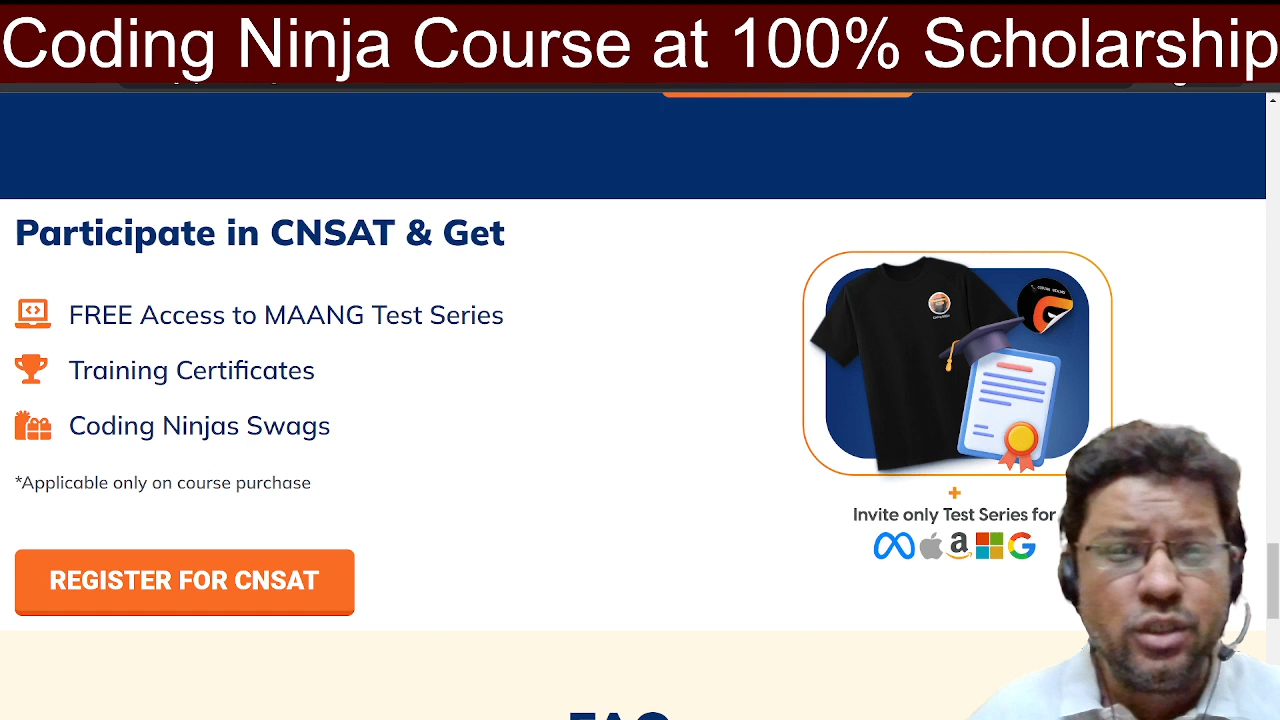 Coding Ninja Course at 100% Scholarship
Participate in CNSAT & Get
FREE Access to MAANG Test Series
Training Certificates
Coding Ninjas Swags
*Applicable only on course purchase
Invite only Test Series for
REGISTER FOR CNSAT